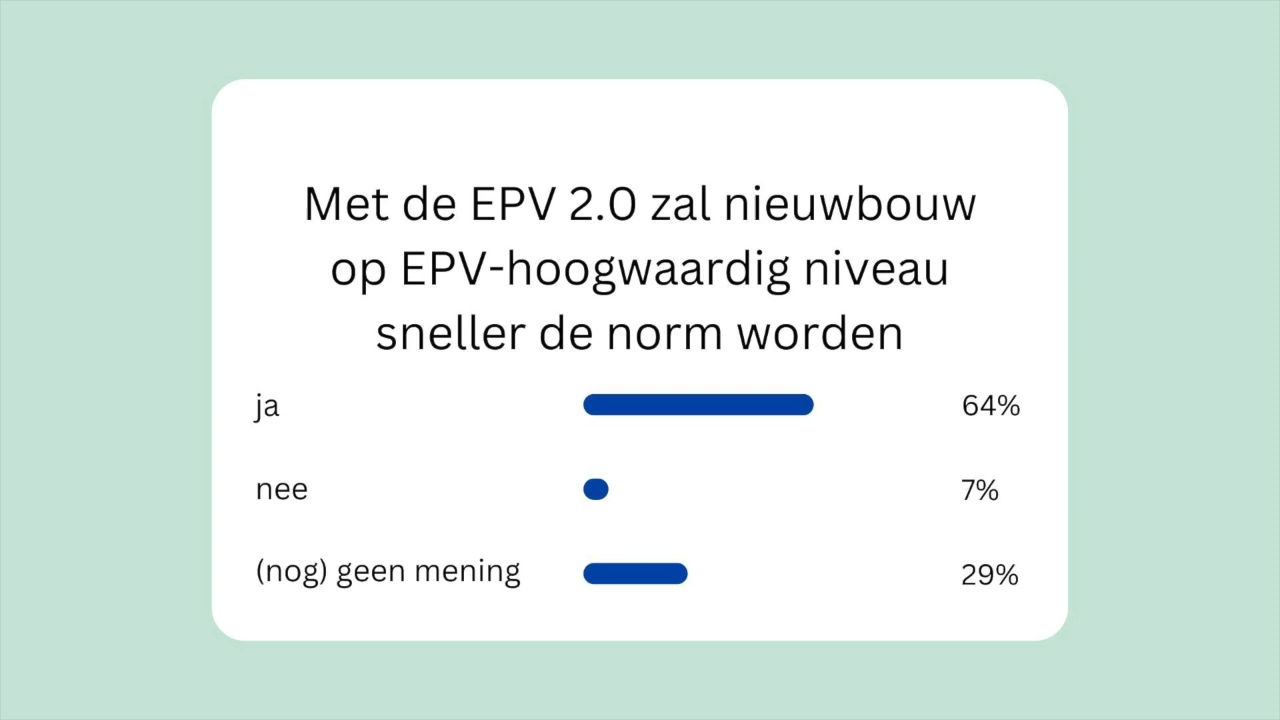 Met de EPV 2.0 zal nieuwbouw
op EPV-hoogwaardig niveau
sneller de norm worden
ja 64%
nee 7%
(nog) geen mening 29%